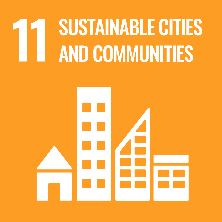 11 SUSTAINABLE CITIES
AND COMMUNITIES